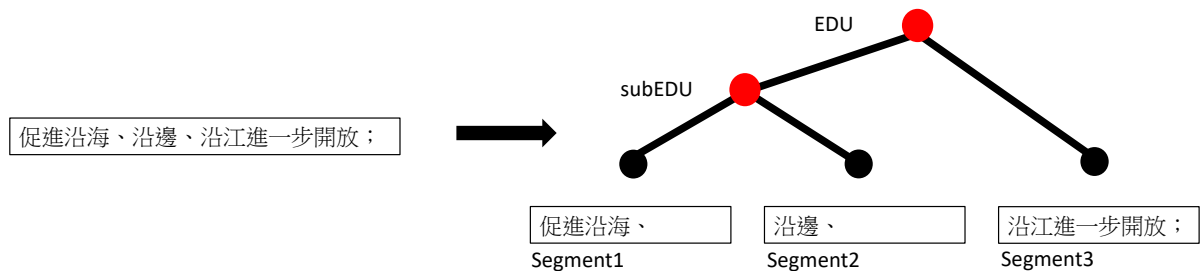 EDU
subEDU
促進沿海、沿邊、沿江進一步開放；
促進沿海、
沿邊、
沿江進一步開放；
Segment1
Segment2
Segment3